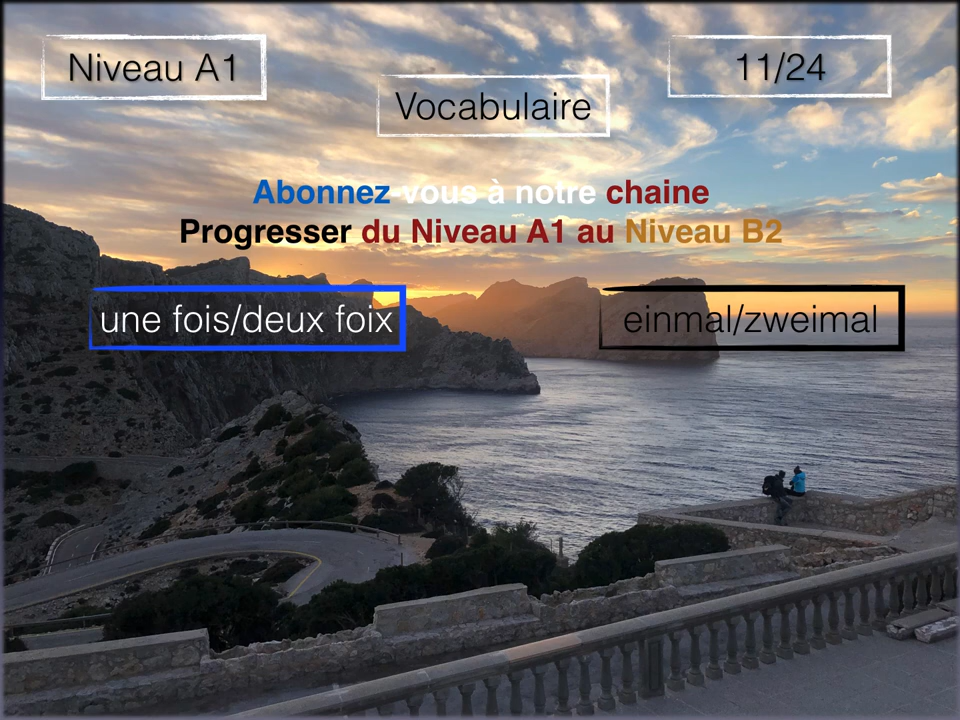 Niveau A1
11/24
Vocabulaire
Abonnez-vous à notre chaine
Progresser du Niveau A1 au Niveau B2
une fois/deux foix
einmal/zweimal